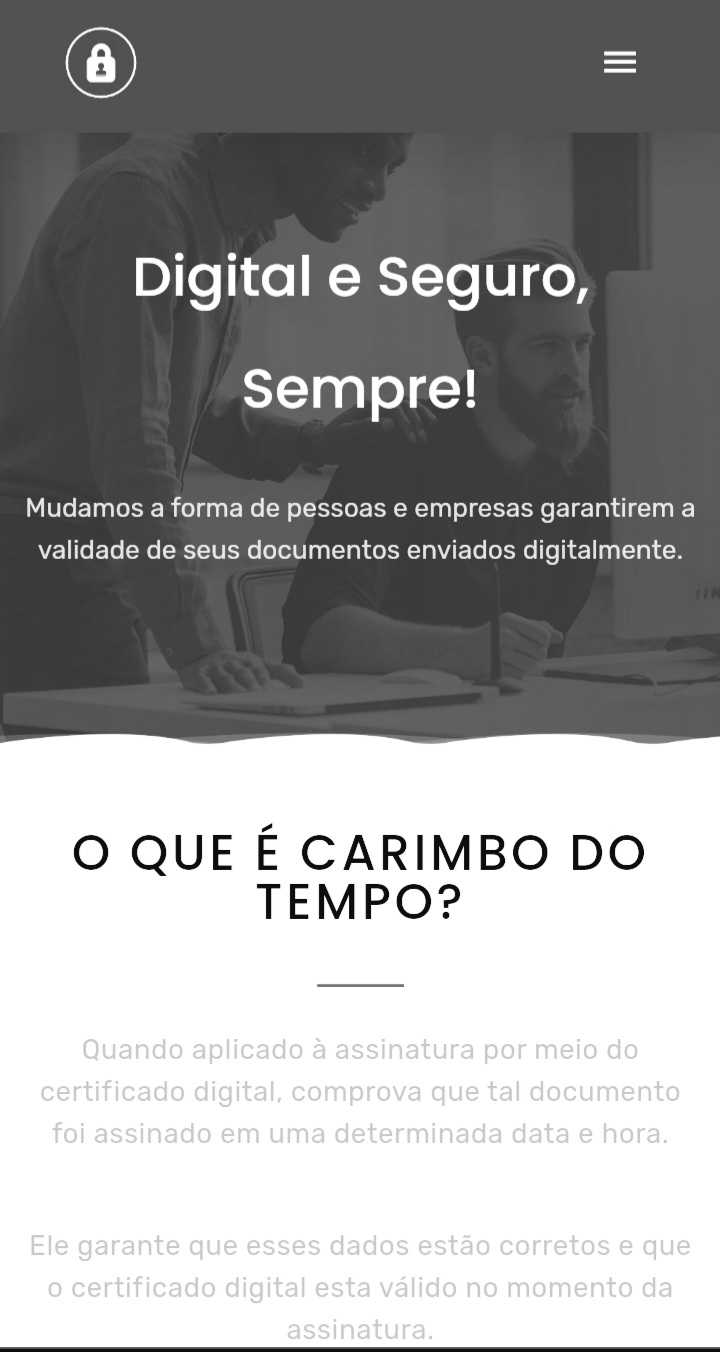 Digital e Seguro,
Sempre!
Mudamos a forma de pessoas e empresas garantirem a
validade de seus documentos enviados digitalmente.
O QUE É CARIMBO DO
TEMPO?
Quando aplicado à assinatura por meio do
certificado digital, comprova que tal documento
foi assinado em uma determinada data e hora.
Ele garante que esses dados estão corretos e que
o certificado digital esta válido no momento da
assinatura.